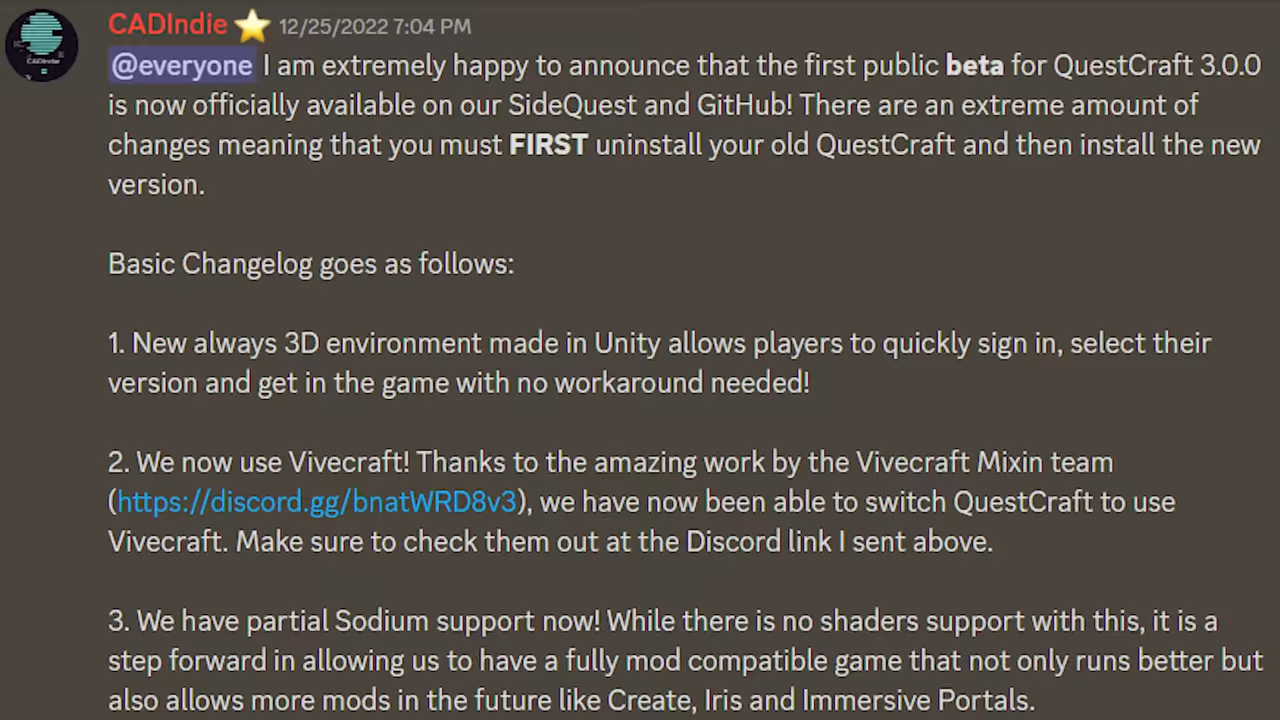 CADIndie 12/25/2022 7:04 PM
@everyone I am extremely happy to announce that the first public beta for QuestCraft 3.0.0
is now officially available on our SideQuest and GitHub! There are an extreme amount of
changes meaning that you must FIRST uninstall your old QuestCraft and then install the new
version.
Basic Changelog goes as follows:
1. New always 3D environment made in Unity allows players to quickly sign in, select their
version and get in the game with no workaround needed!
2. We now use Vivecraft! Thanks to the amazing work by the Vivecraft Mixin team
(https://discord.gg/bnatWRD8v3), we have now been able to switch QuestCraft to use
Vivecraft. Make sure to check them out at the Discord link I sent above.
3. We have partial Sodium support now! While there is no shaders support with this, it is a
step forward in allowing us to have a fully mod compatible game that not only runs better but
also allows more mods in the future like Create, Iris and Immersive Portals.